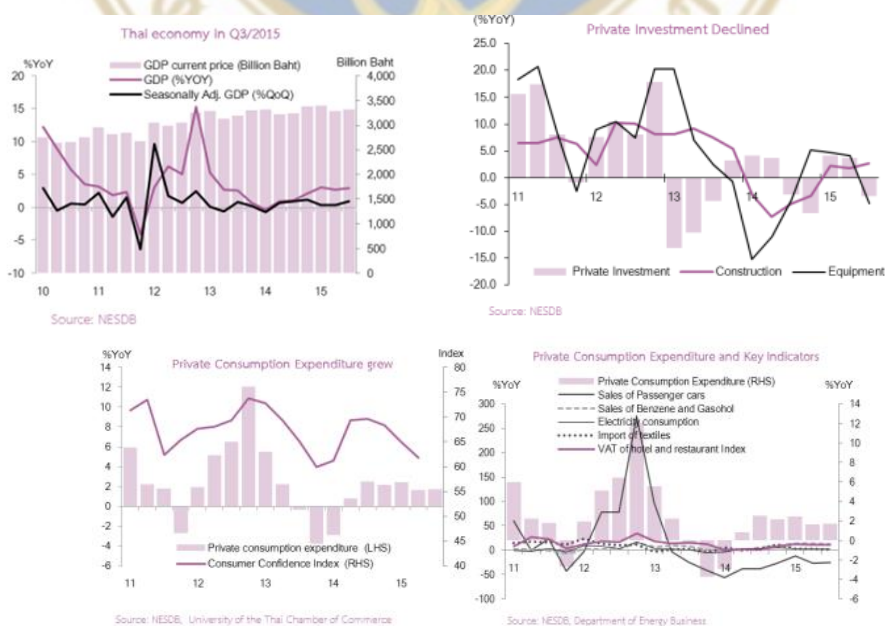 Thai economy in Q3/2015
%YoY
Billion Baht
GDP current price (Billion Baht)
GDP (%YOY)
Seasonally Adj. GDP (%QoQ)
20
15
10
5
0
-5
-10
4,000
3,500
3,000
2,500
2,000
1,500
1,000
500
0
10 11 12 13 14 15
Source: NESDB
(%YoY)
Private Investment Declined
25.0
20.0
15.0
10.0
5.0
0.0
-5.0
-10.0
-15.0
-20.0
11 12 13 14 15
Private Investment Construction Equipment
Source: NESDB
%YoY
Index
Private Consumption Expenditure grew
14
12
10
8
6
4
2
0
-2
-4
-6
80
75
70
65
60
55
50
45
40
Private consumption expenditure (LHS)
Consumer Confidence Index (RHS)
11 12 13 14 15
Source: NESDB, University of the Thai Chamber of Commerce
Private Consumption Expenditure and Key Indicators
%YoY
%YoY
Private Consumption Expenditure (RHS)
Sales of Passenger cars
Sales of Benzene and Gasohol
Electricity consumption
Import of textiles
VAT of hotel and restaurant Index
300
250
200
150
100
50
0
-50
-100
14
12
10
8
6
4
2
0
-2
-4
-6
11 12 13 14 15
Source: NESDB, Department of Energy Business